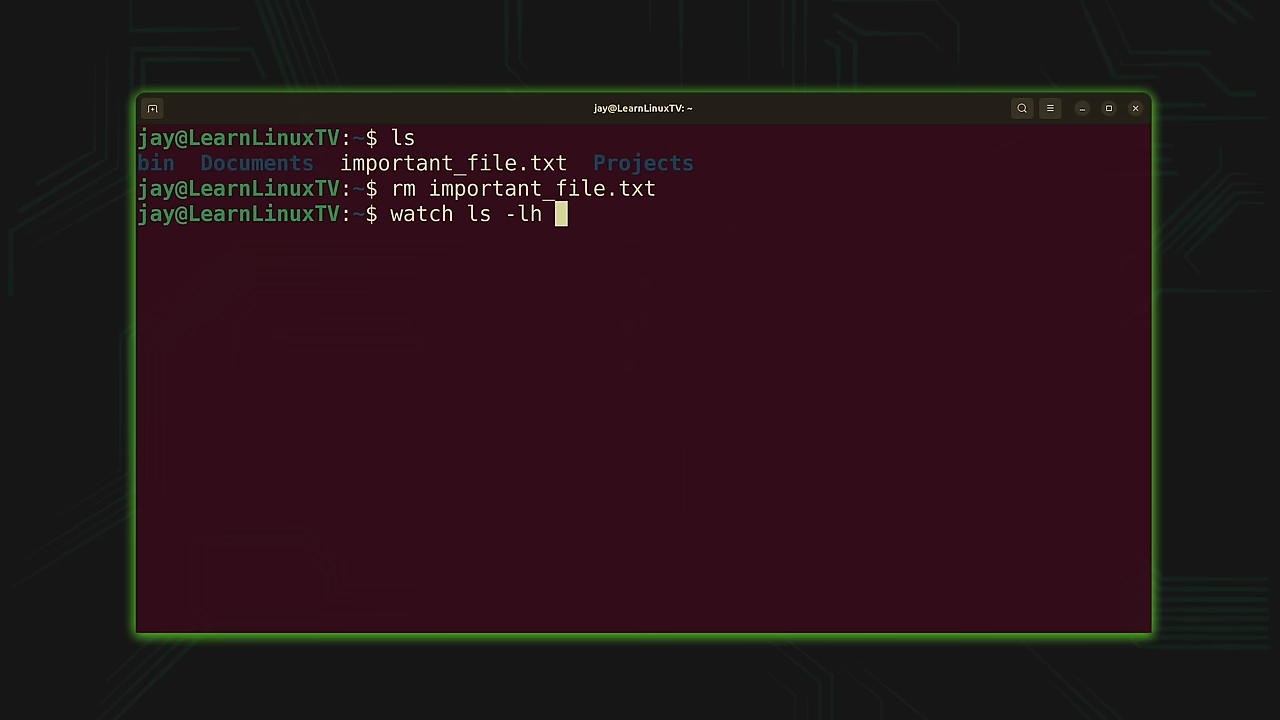 jay@LearnLinuxTV: ~
jay@LearnLinuxTV:~$ ls
bin  Documents  important_file.txt  Projects
jay@LearnLinuxTV:~$ rm important_file.txt
jay@LearnLinuxTV:~$ watch ls -lh